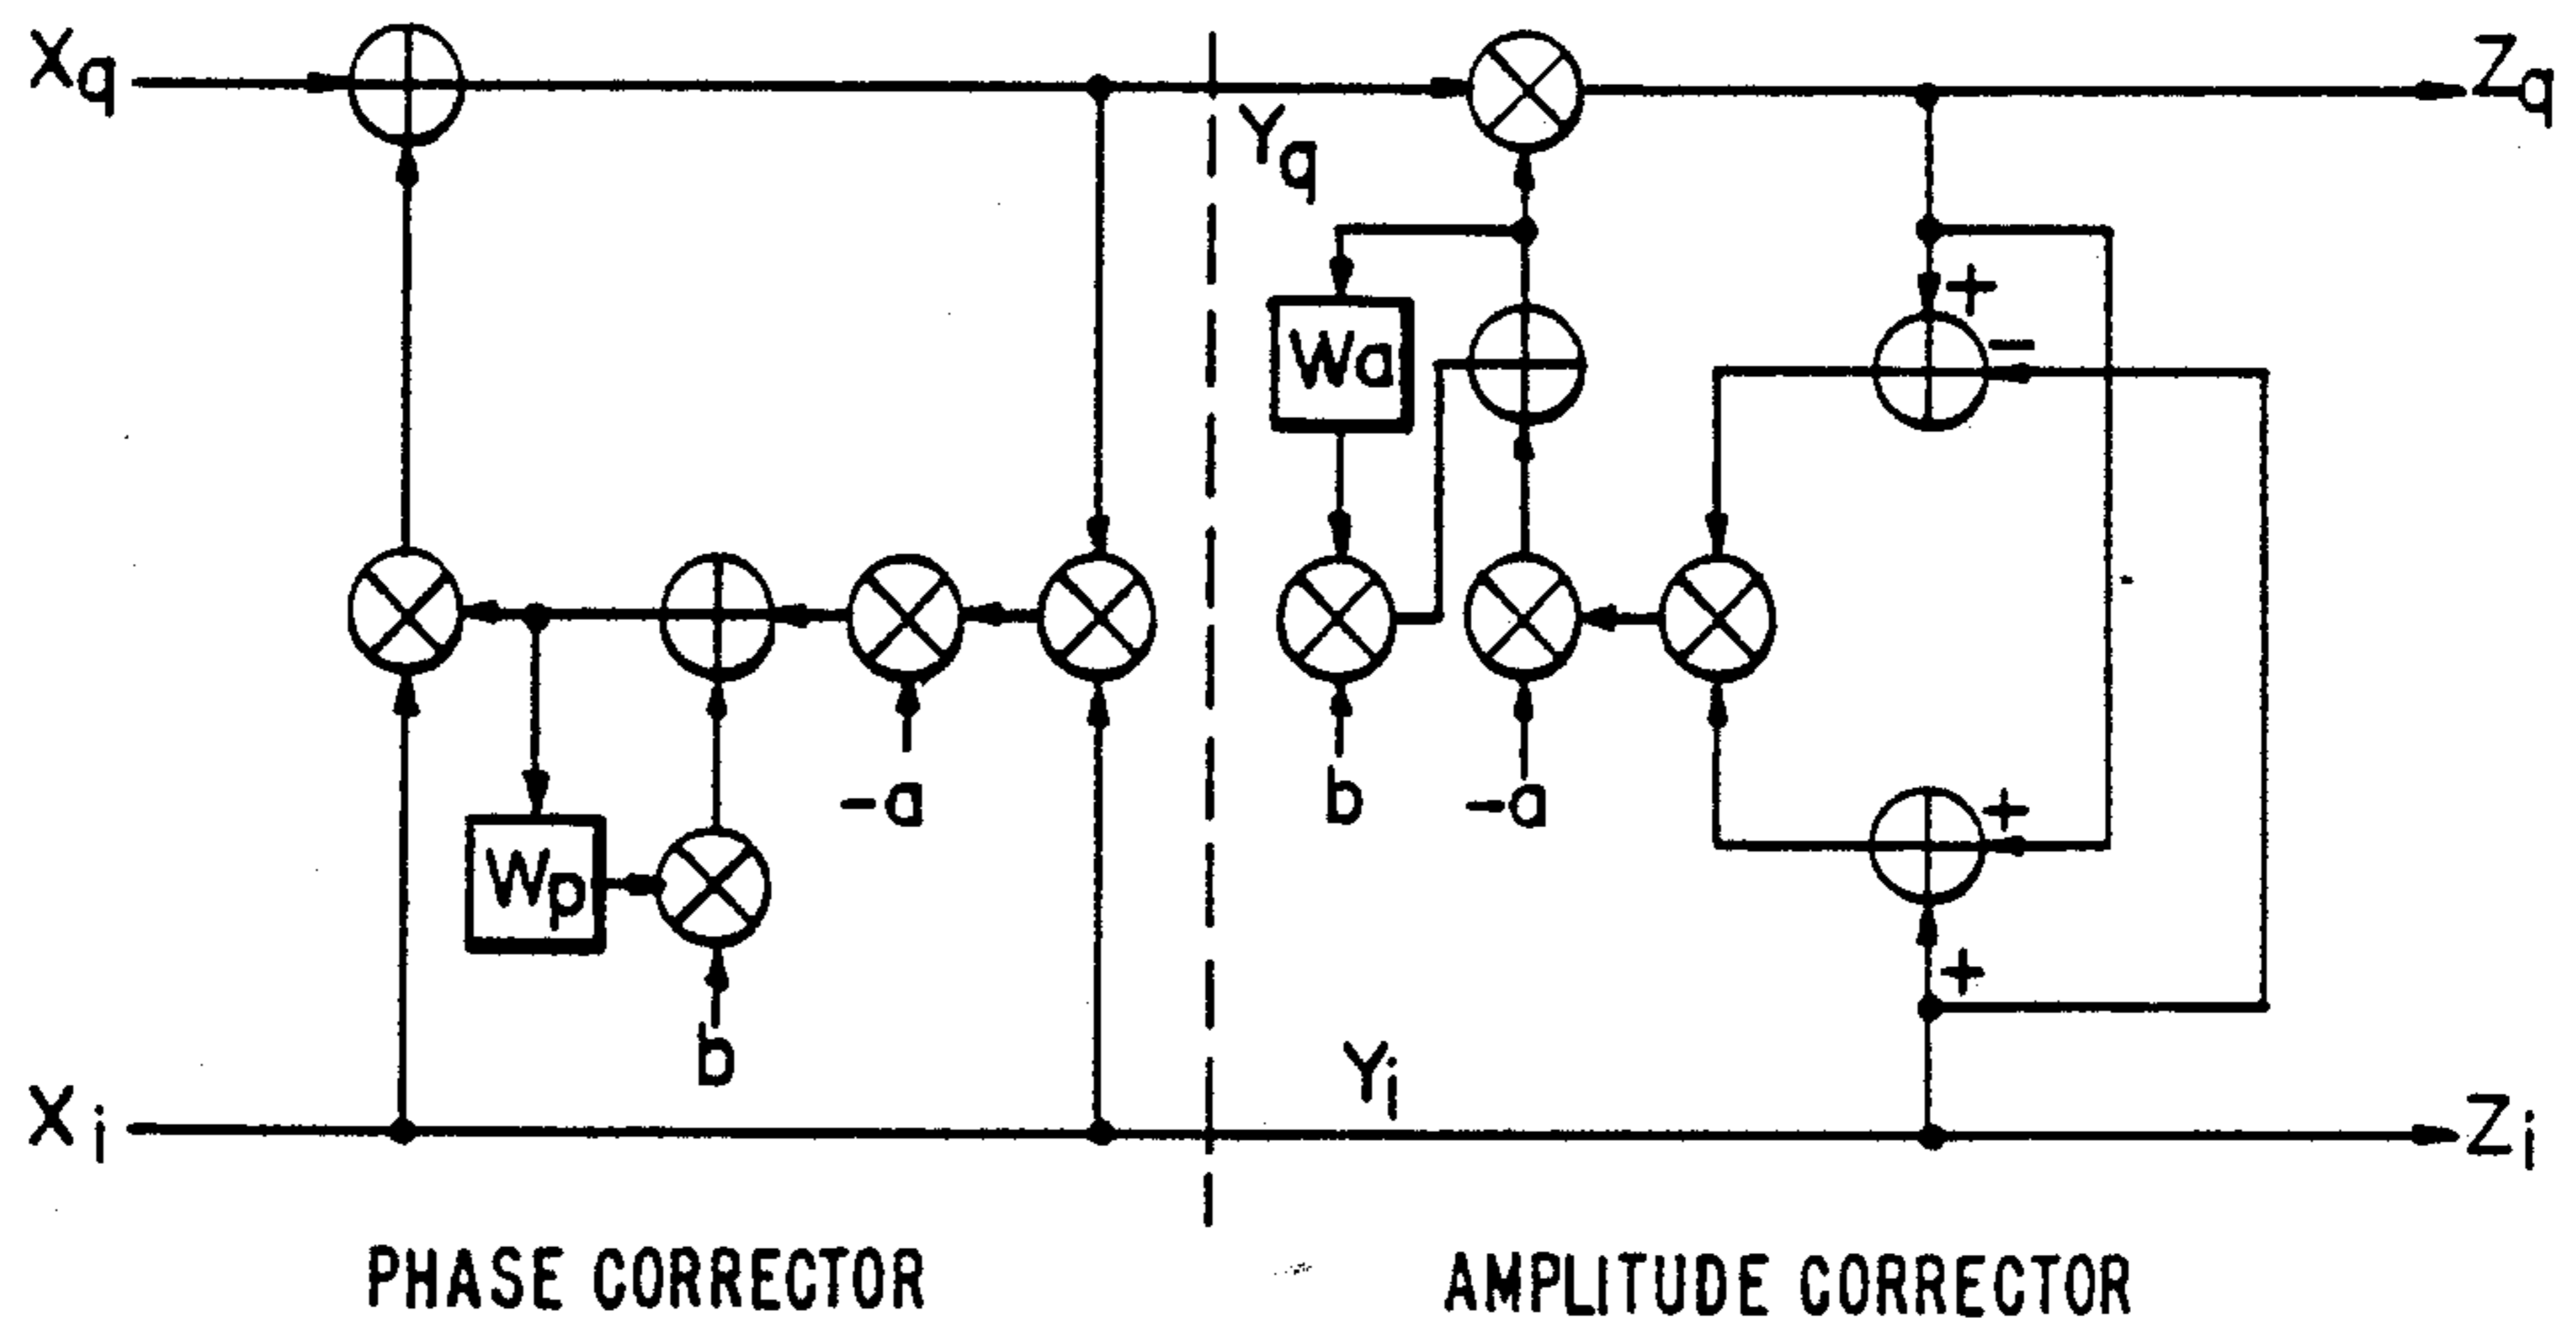 Xq
Zq
Yq
+
−
Wa
-a
b
-a
+
Wp
+
b
Yi
Xi
Zi
PHASE CORRECTOR
AMPLITUDE CORRECTOR